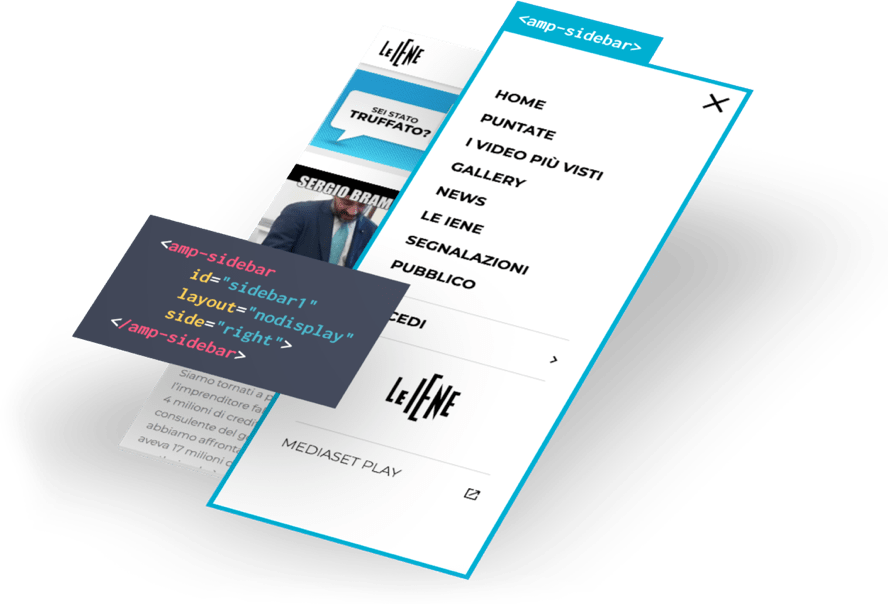 <amp-sidebar>
LE IENE
SEI STATO
TRUFFATO?
SERGIO BRAM
HOME
PUNTATE
I VIDEO PIÙ VISTI
GALLERY
NEWS
LE IENE
SEGNALAZIONI
PUBBLICO
CEDI
LE IENE
MEDIASET PLAY
<amp-sidebar
id="sidebar1"
layout="nodisplay"
side="right">
</amp-sidebar>
Siamo tornati a p
l'imprenditore fa
4 milioni di credi
consulente del go
abbiamo affronta
aveva 17 milioni d